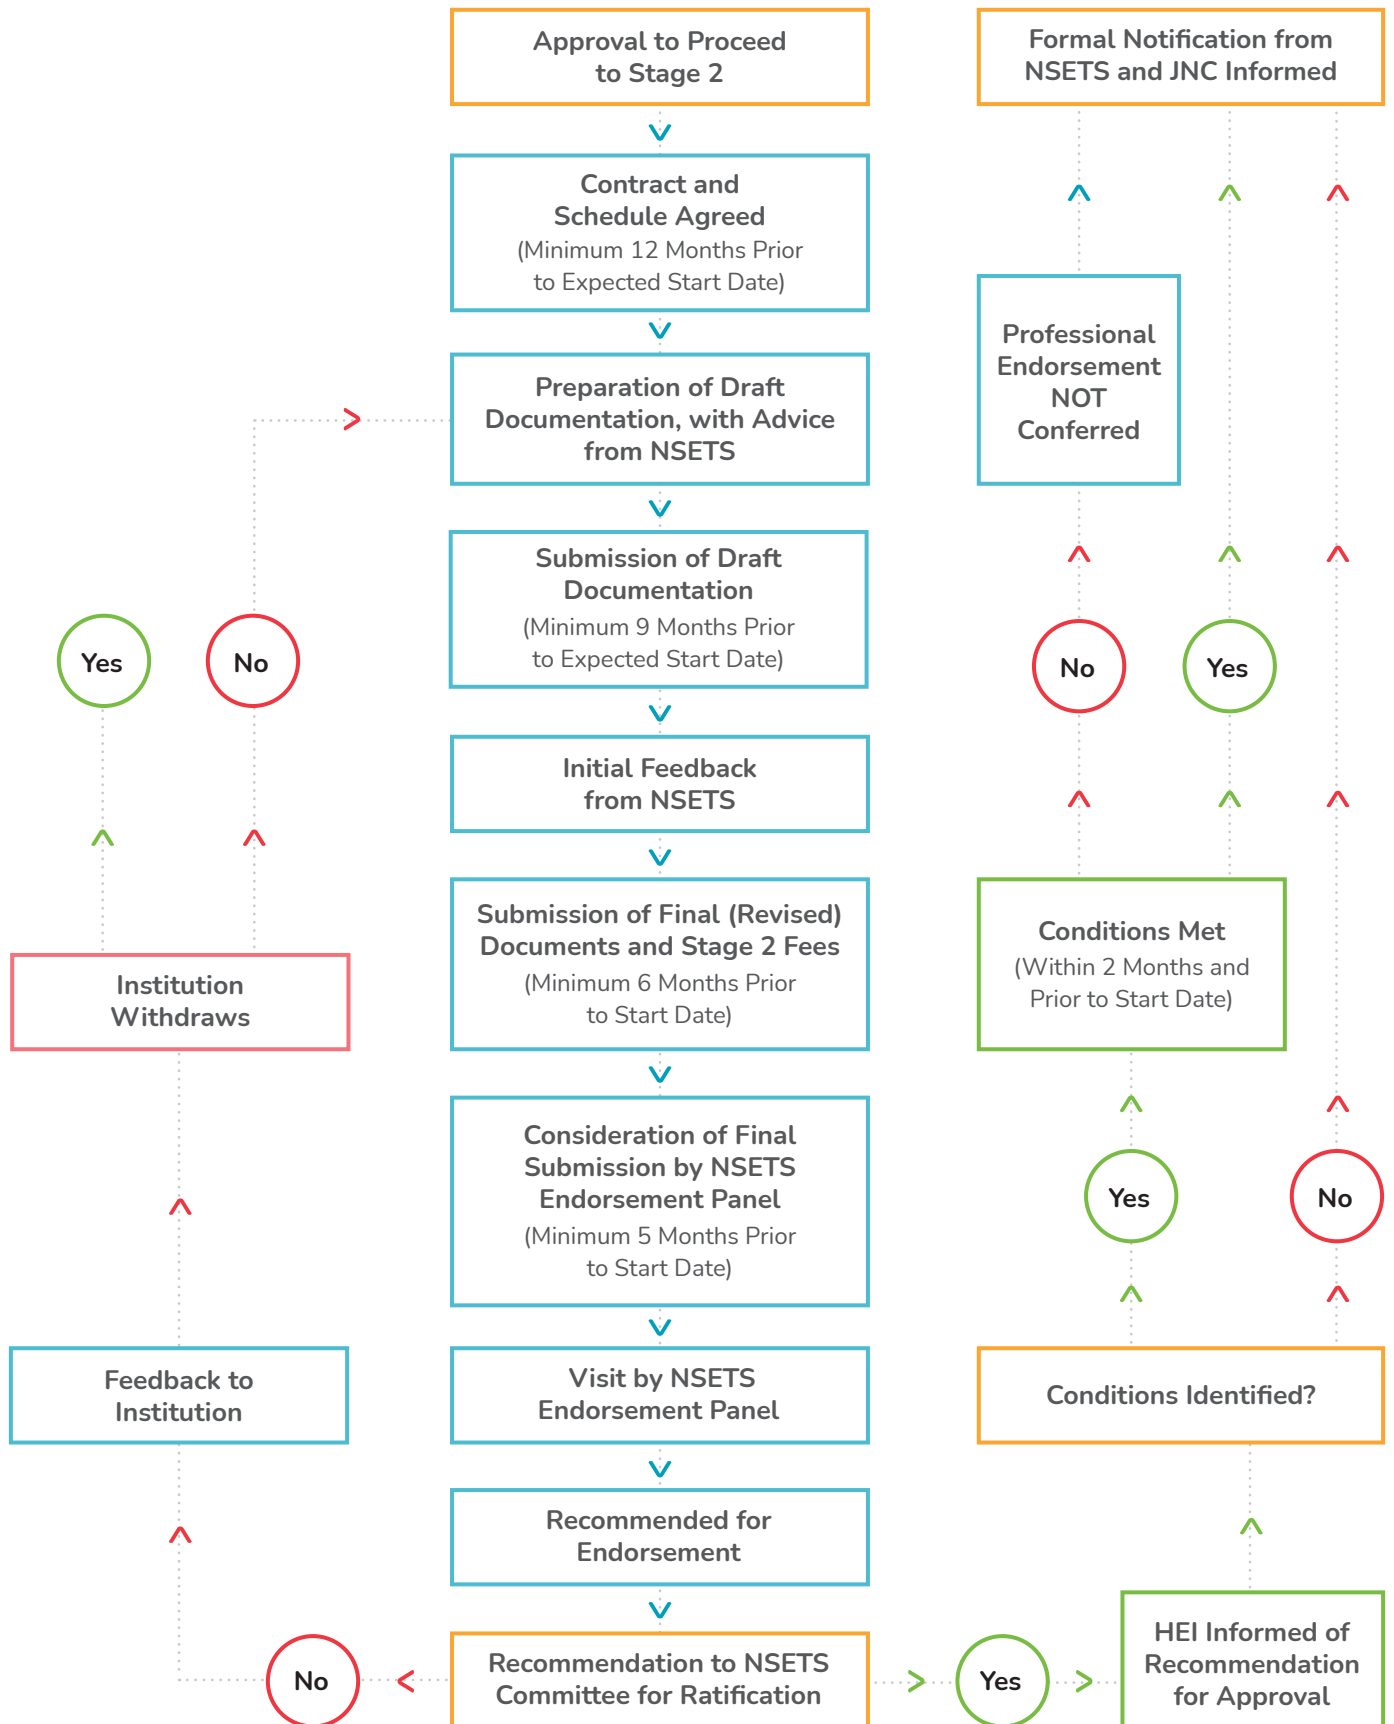 Approval to Proceed
to Stage 2
Contract and
Schedule Agreed
(Minimum 12 Months Prior
to Expected Start Date)
Preparation of Draft
Documentation, with Advice
from NSETS
Submission of Draft
Documentation
(Minimum 9 Months Prior
to Expected Start Date)
Initial Feedback
from NSETS
Submission of Final (Revised)
Documents and Stage 2 Fees
(Minimum 6 Months Prior
to Start Date)
Consideration of Final
Submission by NSETS
Endorsement Panel
(Minimum 5 Months Prior
to Start Date)
Visit by NSETS
Endorsement Panel
Recommended for
Endorsement
Recommendation to NSETS
Committee for Ratification
No
Feedback to
Institution
Institution
Withdraws
Yes
No
Yes
HEI Informed of
Recommendation
for Approval
Conditions Identified?
Yes
No
Conditions Met
(Within 2 Months and
Prior to Start Date)
No
Yes
Professional
Endorsement
NOT
Conferred
Formal Notification from
NSETS and JNC Informed